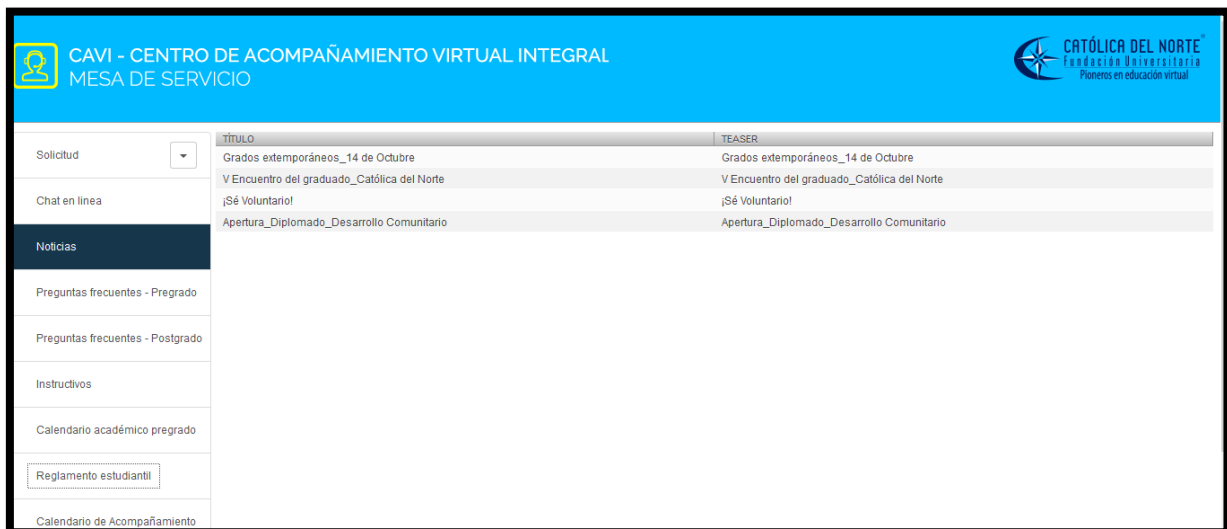 CAVI - CENTRO DE ACOMPAÑAMIENTO VIRTUAL INTEGRAL
MESA DE SERVICIO
CATÓLICA DEL NORTE®
Fundación Universitaria
Pioneros en educación virtual
Solicitud
Chat en linea
Noticias
Preguntas frecuentes - Pregrado
Preguntas frecuentes - Postgrado
Instructivos
Calendario académico pregrado
Reglamento estudiantil
Calendario de Acompañamiento
TÍTULO TEASER
Grados extemporáneos_14 de Octubre Grados extemporáneos_14 de Octubre
V Encuentro del graduado_Católica del Norte V Encuentro del graduado_Católica del Norte
¡Sé Voluntario! ¡Sé Voluntario!
Apertura_Diplomado_Desarrollo Comunitario Apertura_Diplomado_Desarrollo Comunitario